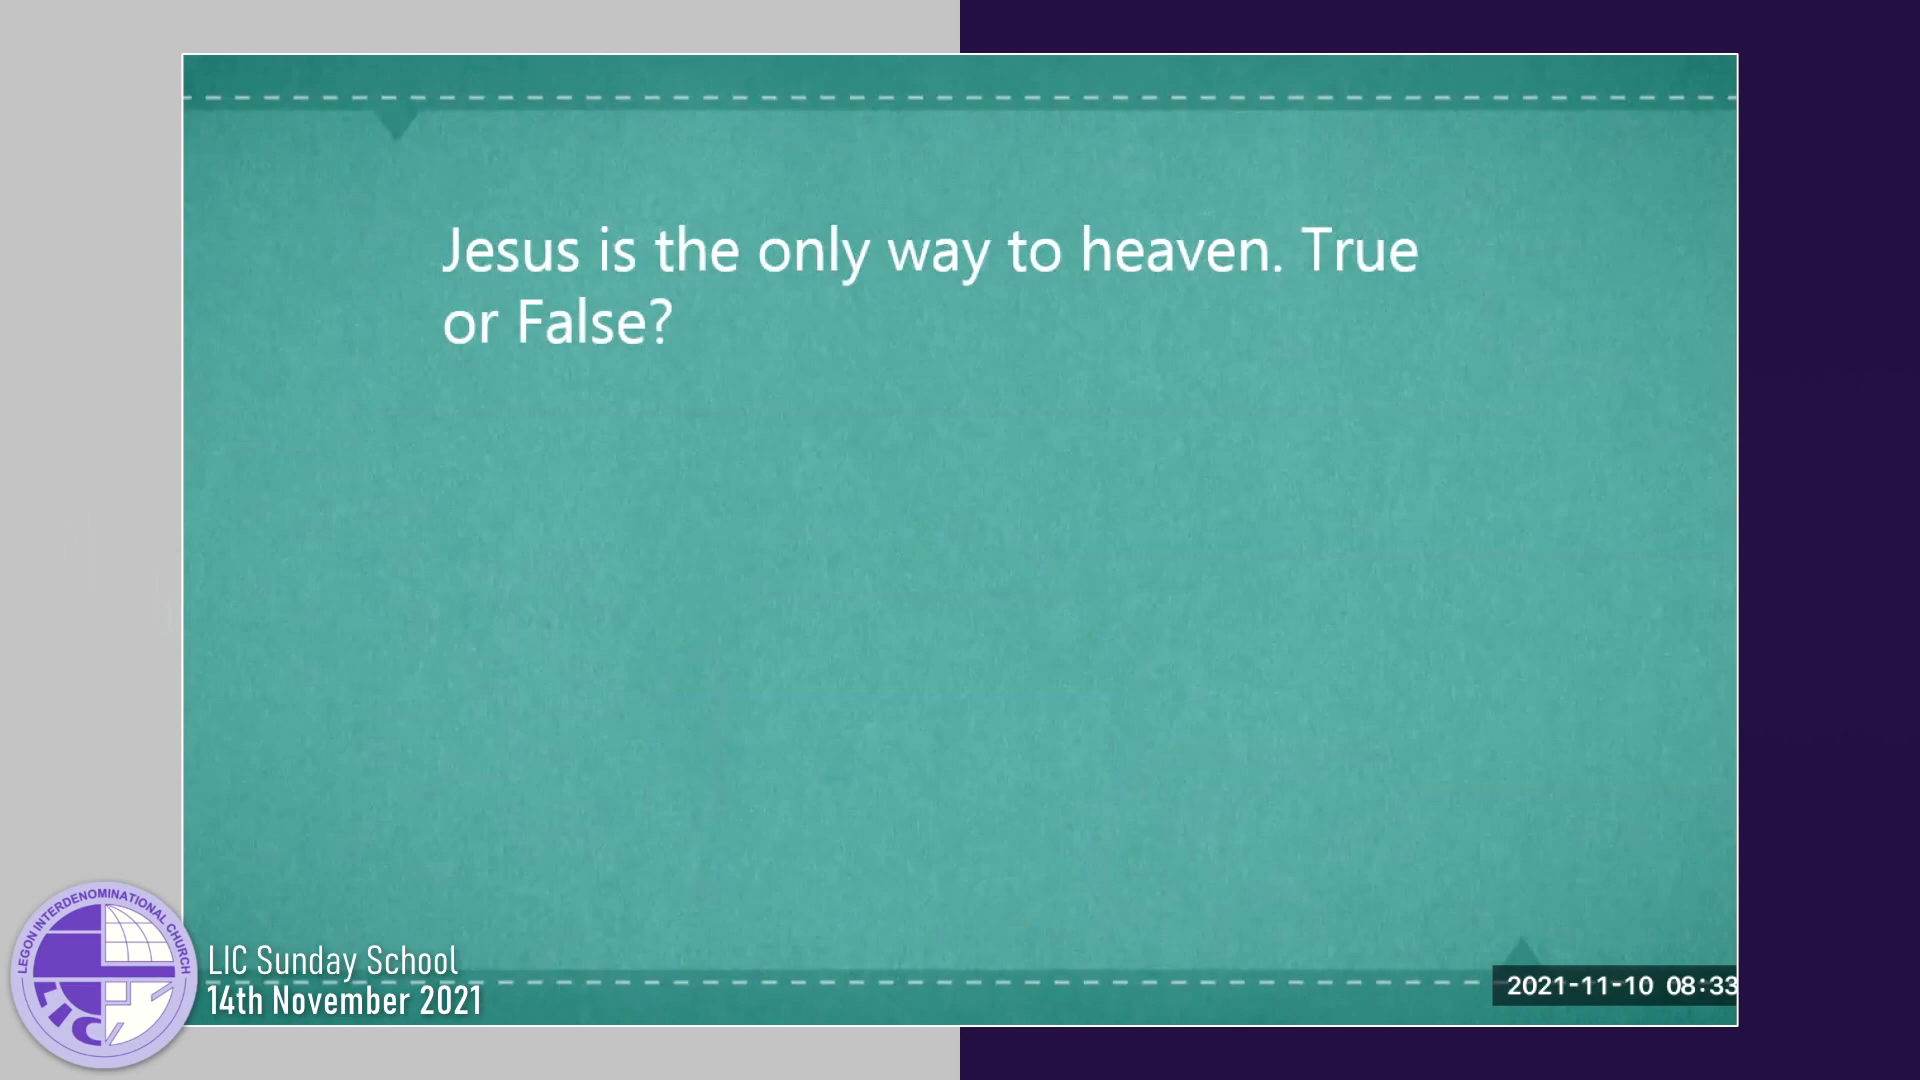 Jesus is the only way to heaven. True
or False?
LEGON INTERDENOMINATIONAL CHURCH
LIC
LIC Sunday School
14th November 2021
2021-11-10 08:33